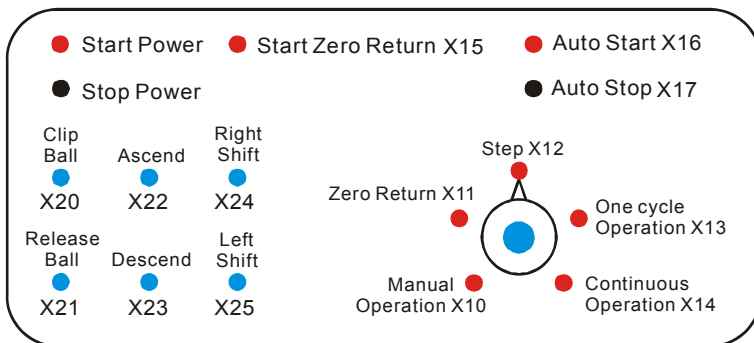 Start Power
Start Zero Return X15
Auto Start X16
Stop Power
Auto Stop X17
Clip
Ball
X20
Ascend
X22
Right
Shift
X24
Release
Ball
X21
Descend
X23
Left
Shift
X25
Step X12
Zero Return X11
One cycle
Operation X13
Manual
Operation X10
Continuous
Operation X14